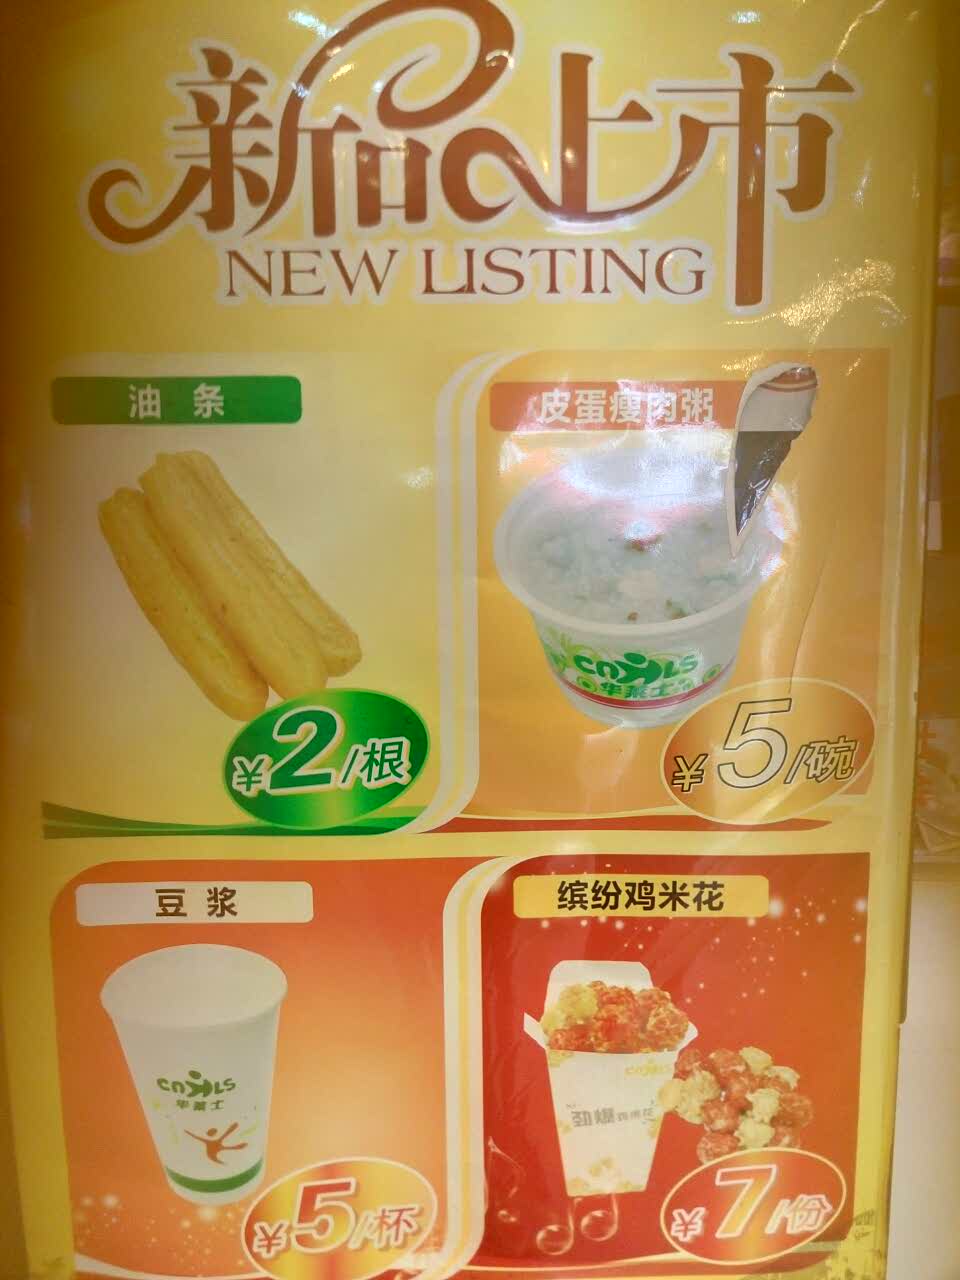 新品上市
NEW LISTING
油条
皮蛋瘦肉粥
CNHLS
华莱士
¥2/根
¥5/碗
豆浆
缤纷鸡米花
CNHLS
华莱士
CNHLS
劲爆鸡米花
¥5/杯
¥7/份